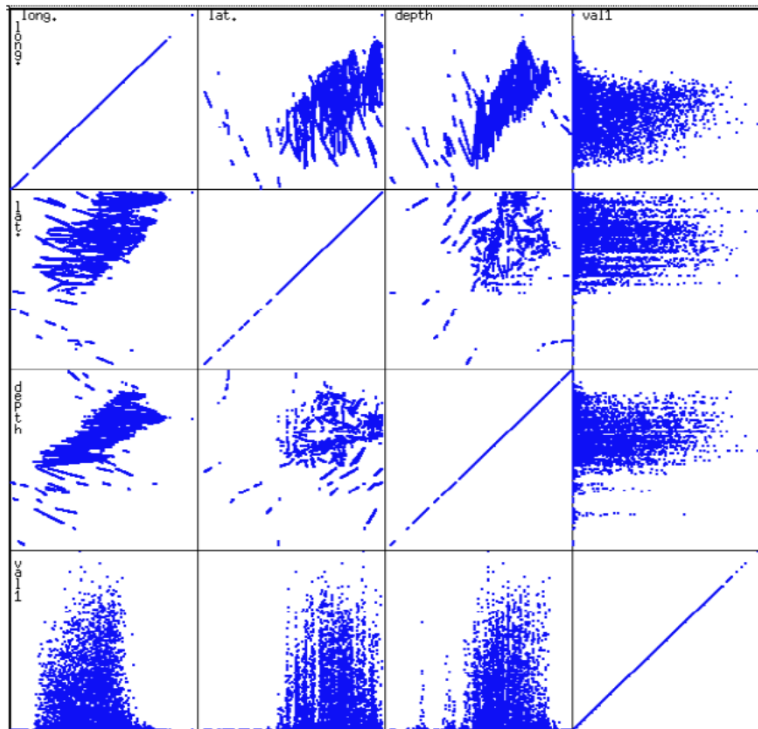 long. lat. depth val1
long.
lat.
depth
val1